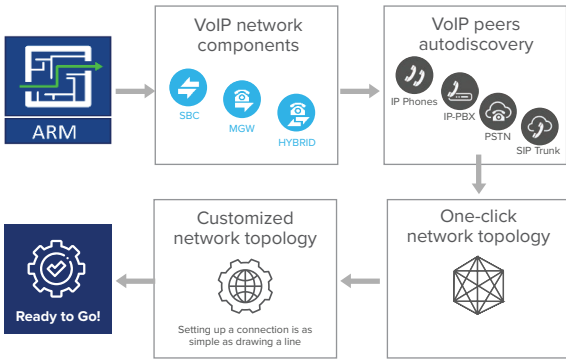 ARM
VoIP network
components
SBC
MGW
HYBRID
VoIP peers
autodiscovery
IP Phones
IP-PBX
PSTN
SIP Trunk
One-click
network topology
Customized
network topology
Setting up a connection is as
simple as drawing a line
Ready to Go!